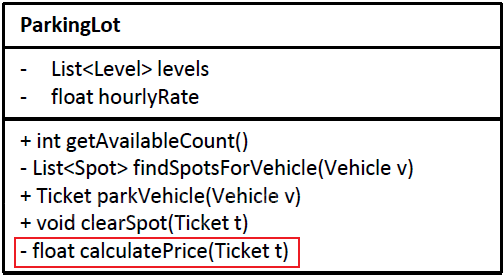 ParkingLot
- List<Level> levels
- float hourlyRate
+ int getAvailableCount()
- List<Spot> findSpotsForVehicle(Vehicle v)
+ Ticket parkVehicle(Vehicle v)
+ void clearSpot(Ticket t)
- float calculatePrice(Ticket t)